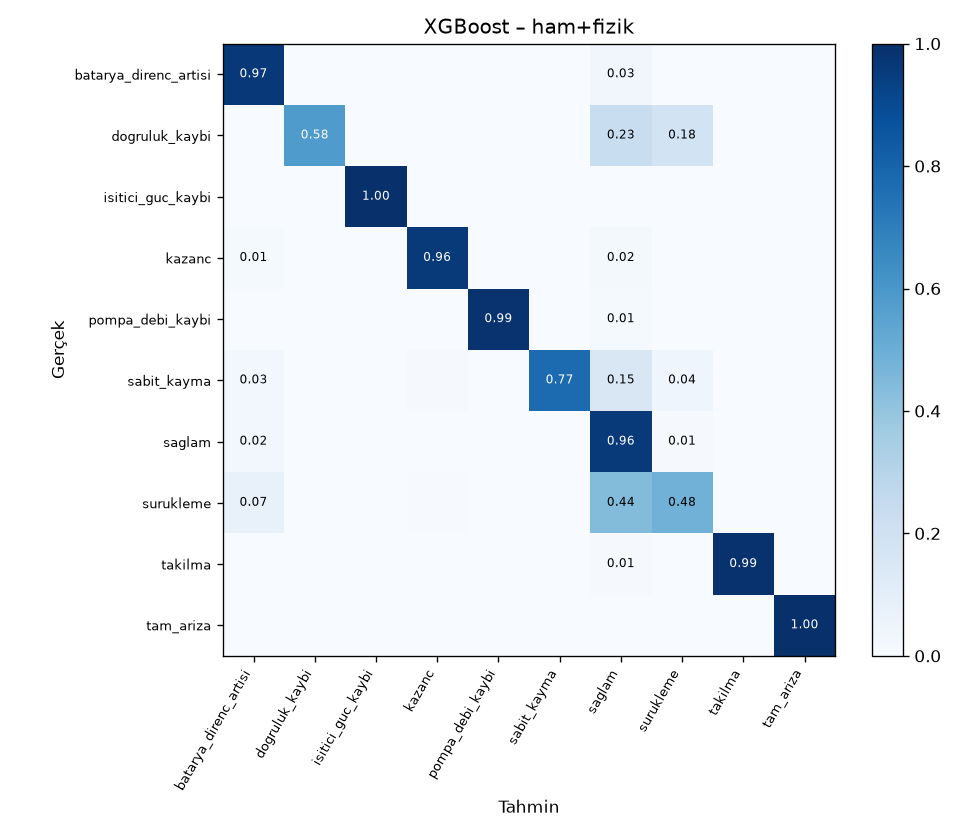 XGBoost – ham+fizik
Gerçek
batarya_direnc_artisi 0.97 0.03
dogruluk_kaybi 0.58 0.23 0.18
isitici_guc_kaybi 1.00
kazanc 0.01 0.96 0.02
pompa_debi_kaybi 0.99 0.01
sabit_kayma 0.03 0.77 0.15 0.04
saglam 0.02 0.96 0.01
surukleme 0.07 0.44 0.48
takilma 0.01 0.99
tam_ariza 1.00
batarya_direnc_artisi
dogruluk_kaybi
isitici_guc_kaybi
kazanc
pompa_debi_kaybi
sabit_kayma
saglam
surukleme
takilma
tam_ariza
Tahmin
1.0
0.8
0.6
0.4
0.2
0.0